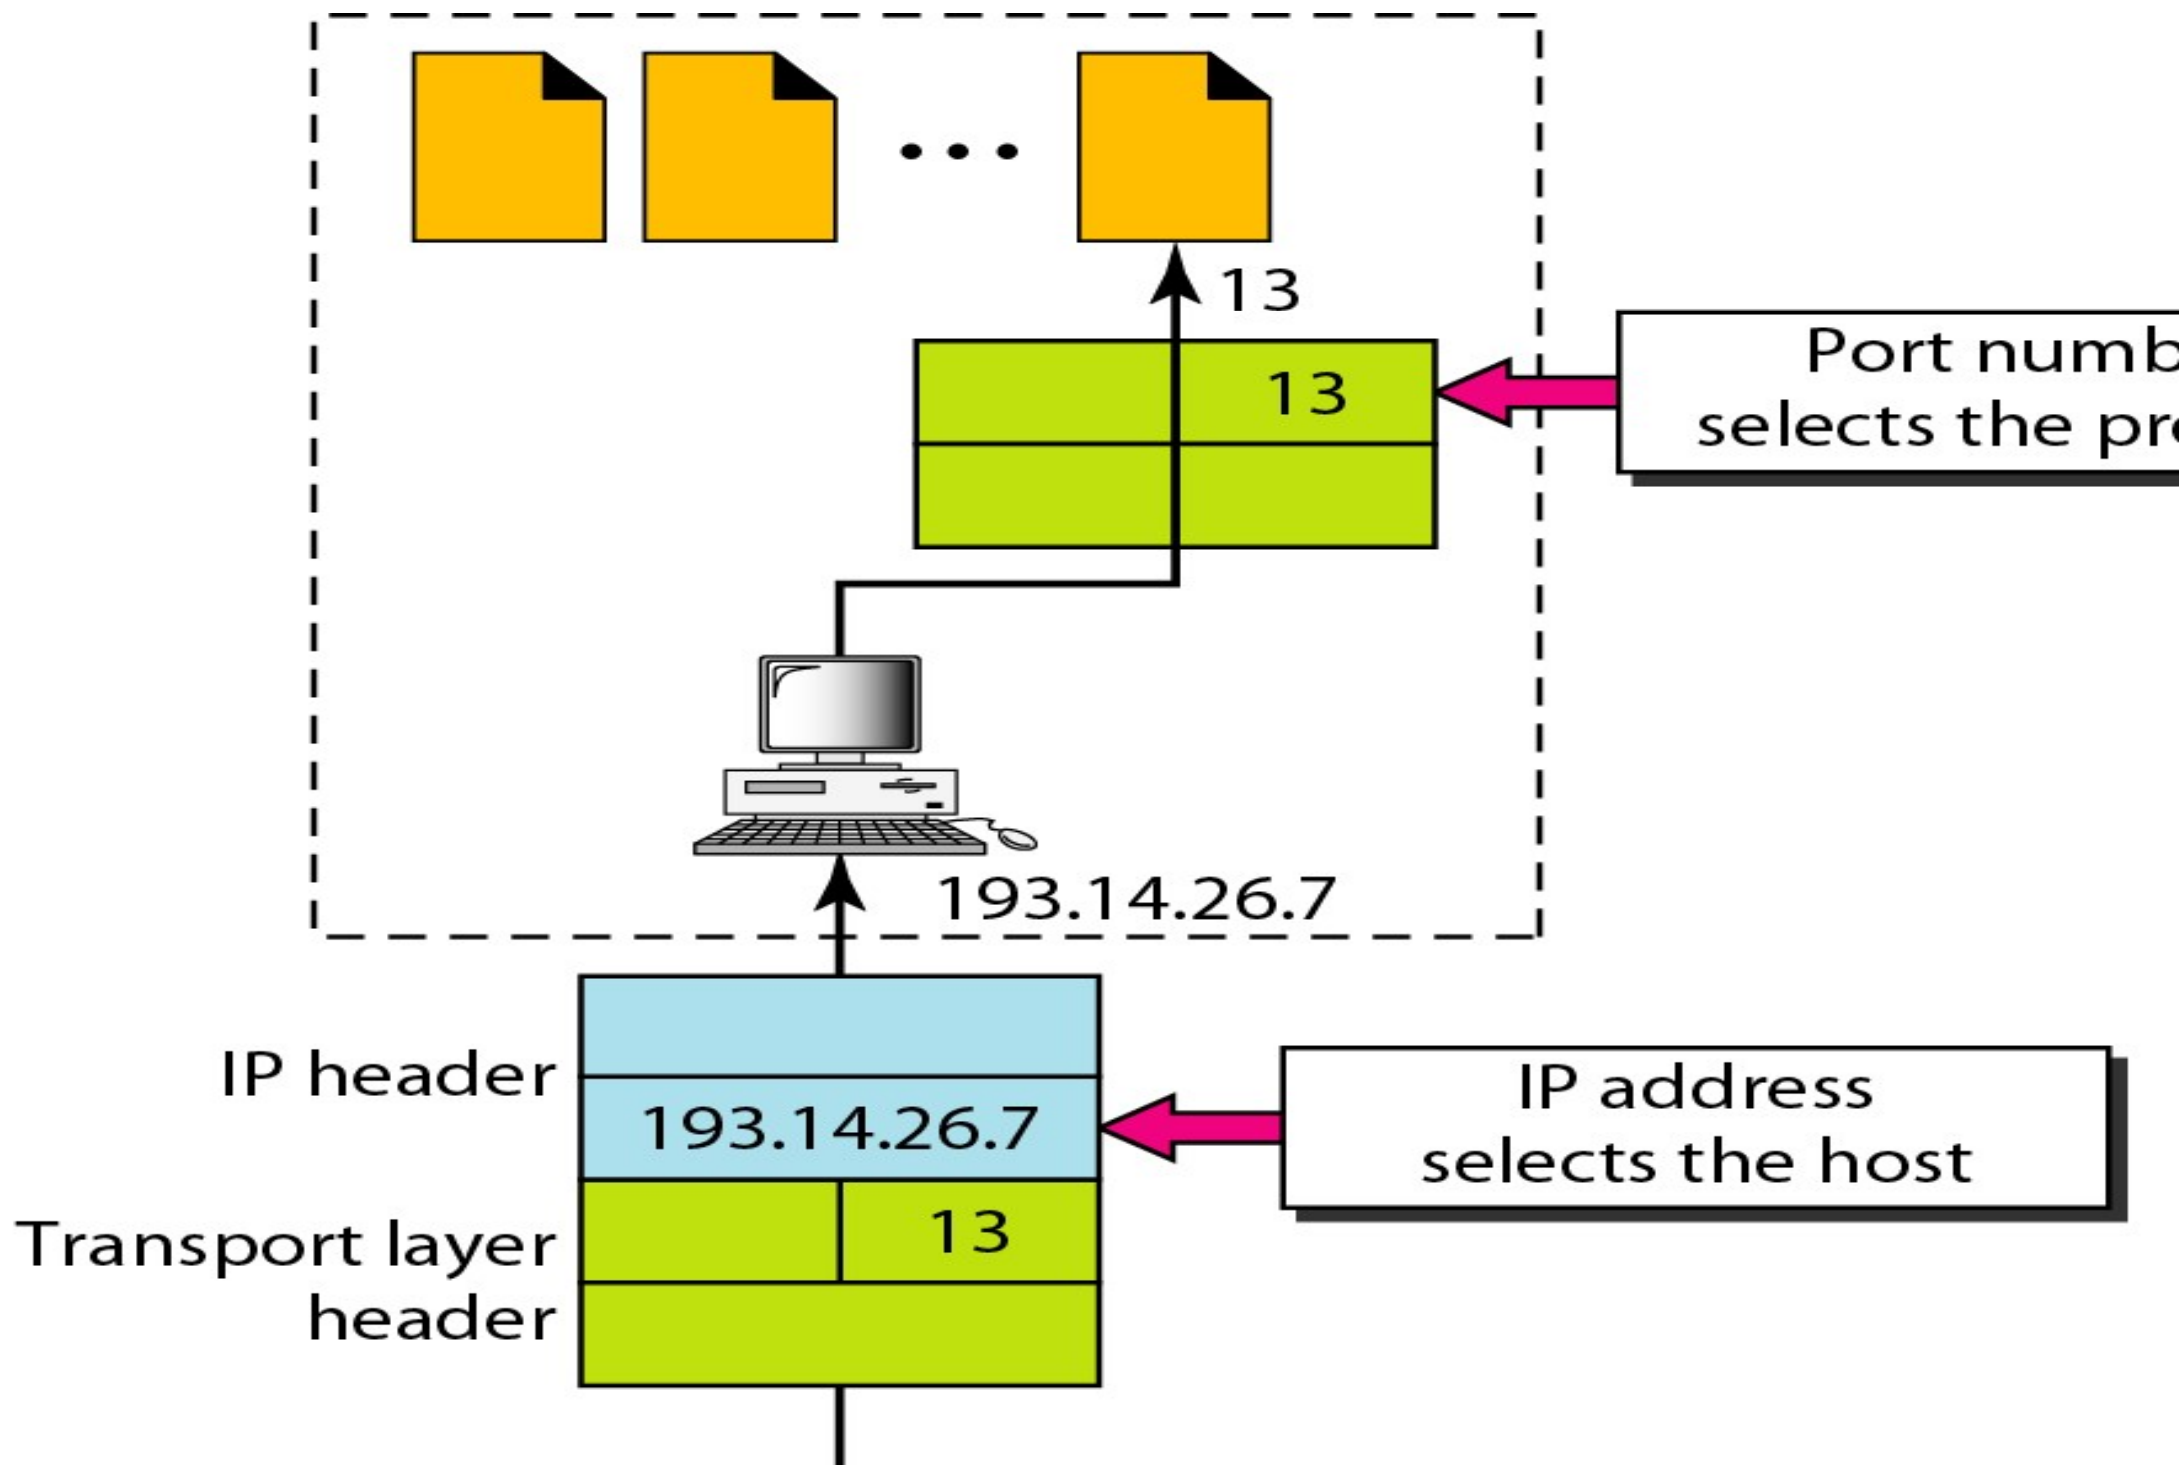 13
13
Port numb
selects the pro
193.14.26.7
IP header
193.14.26.7
IP address
selects the host
Transport layer
header
13